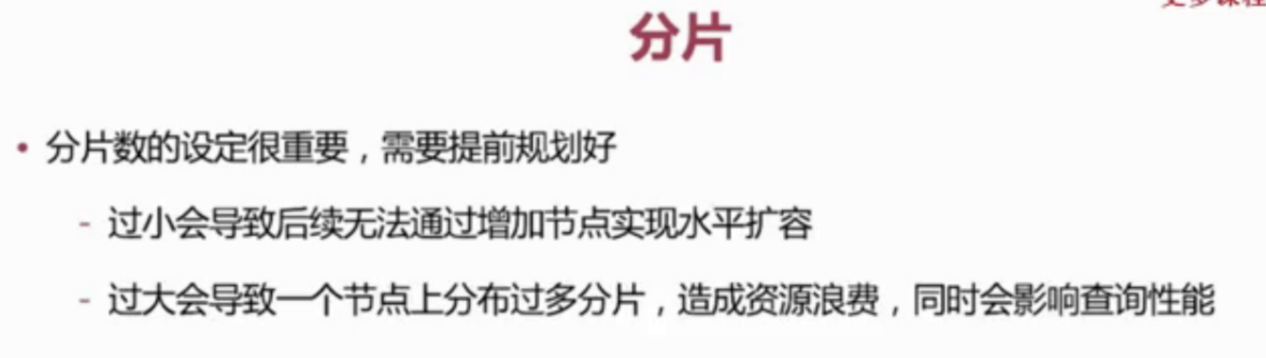 分片
• 分片数的设定很重要，需要提前规划好
- 过小会导致后续无法通过增加节点实现水平扩容
- 过大会导致一个节点上分布过多分片，造成资源浪费，同时会影响查询性能